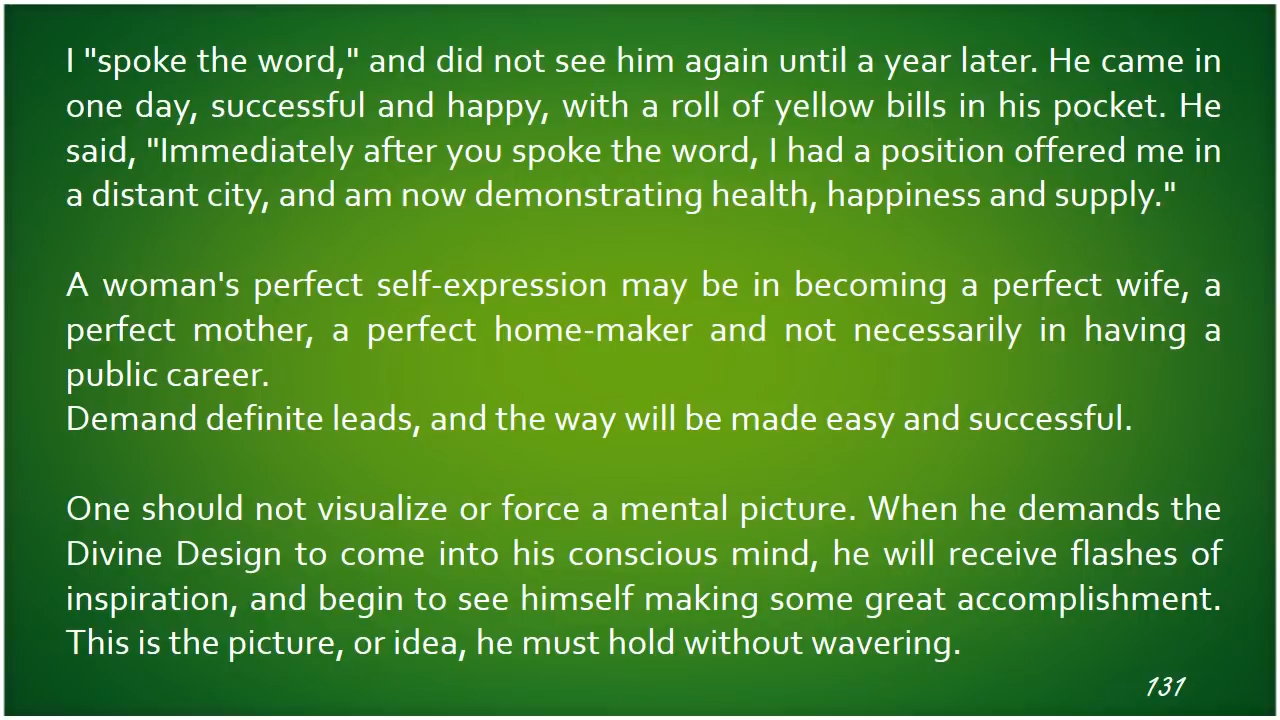 I "spoke the word," and did not see him again until a year later. He came in
one day, successful and happy, with a roll of yellow bills in his pocket. He
said, "Immediately after you spoke the word, I had a position offered me in
a distant city, and am now demonstrating health, happiness and supply."
A woman's perfect self-expression may be in becoming a perfect wife, a
perfect mother, a perfect home-maker and not necessarily in having a
public career.
Demand definite leads, and the way will be made easy and successful.
One should not visualize or force a mental picture. When he demands the
Divine Design to come into his conscious mind, he will receive flashes of
inspiration, and begin to see himself making some great accomplishment.
This is the picture, or idea, he must hold without wavering.
131